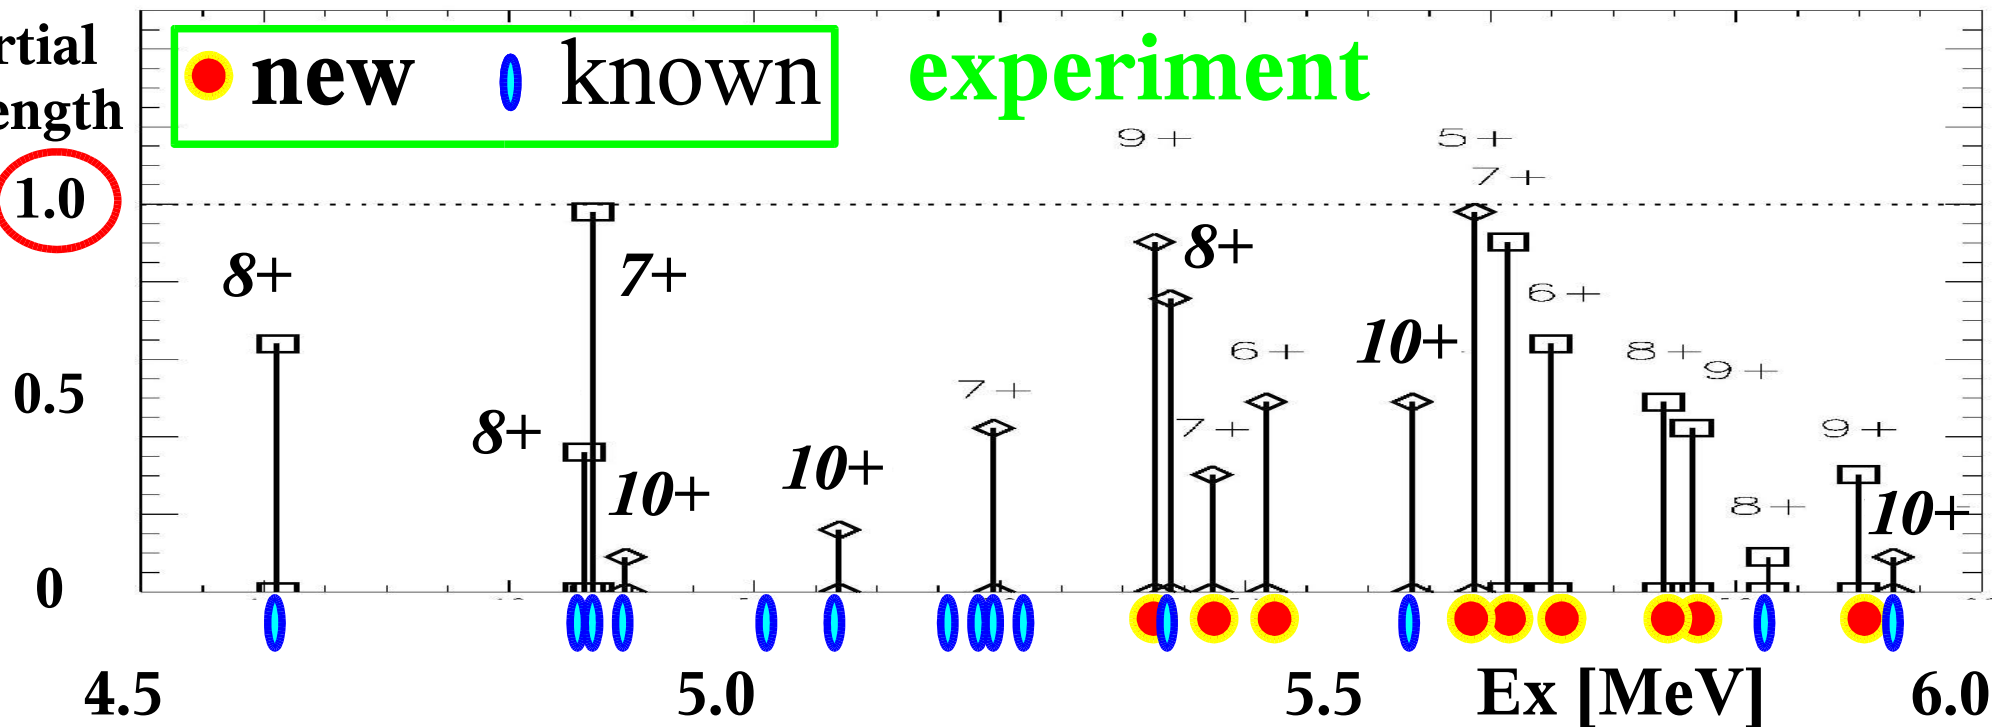 rtial
ength
new known experiment
9+ 5+
7+
1.0
8+ 7+ 8+
6+
10+ 6+ 8+ 9+
0.5 7+
8+ 7+ 9+
10+ 10+ 8+ 10+
0
4.5 5.0 5.5 Ex [MeV] 6.0